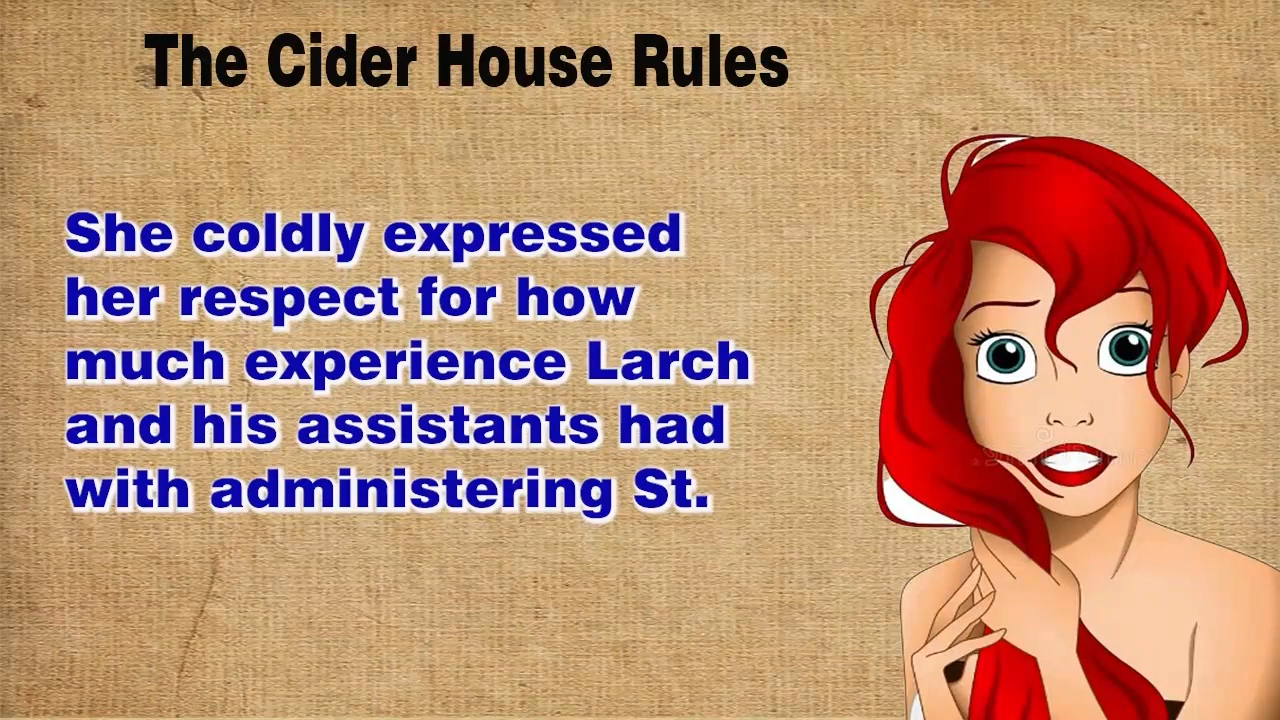 The Cider House Rules
She coldly expressed
her respect for how
much experience Larch
and his assistants had
with administering St.